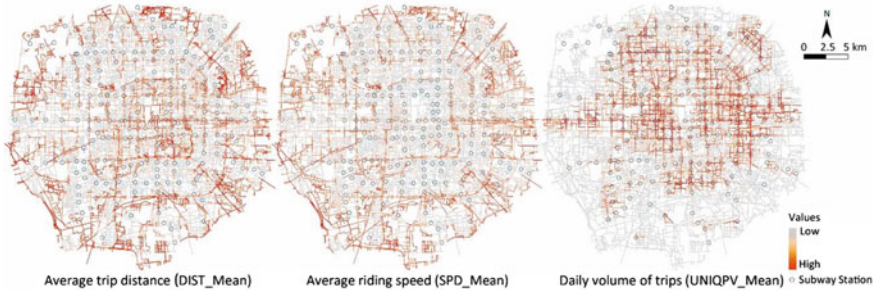 N
0 2.5 5 km
Values
Low
High
Subway Station
Average trip distance (DIST_Mean)
Average riding speed (SPD_Mean)
Daily volume of trips (UNIQPV_Mean)